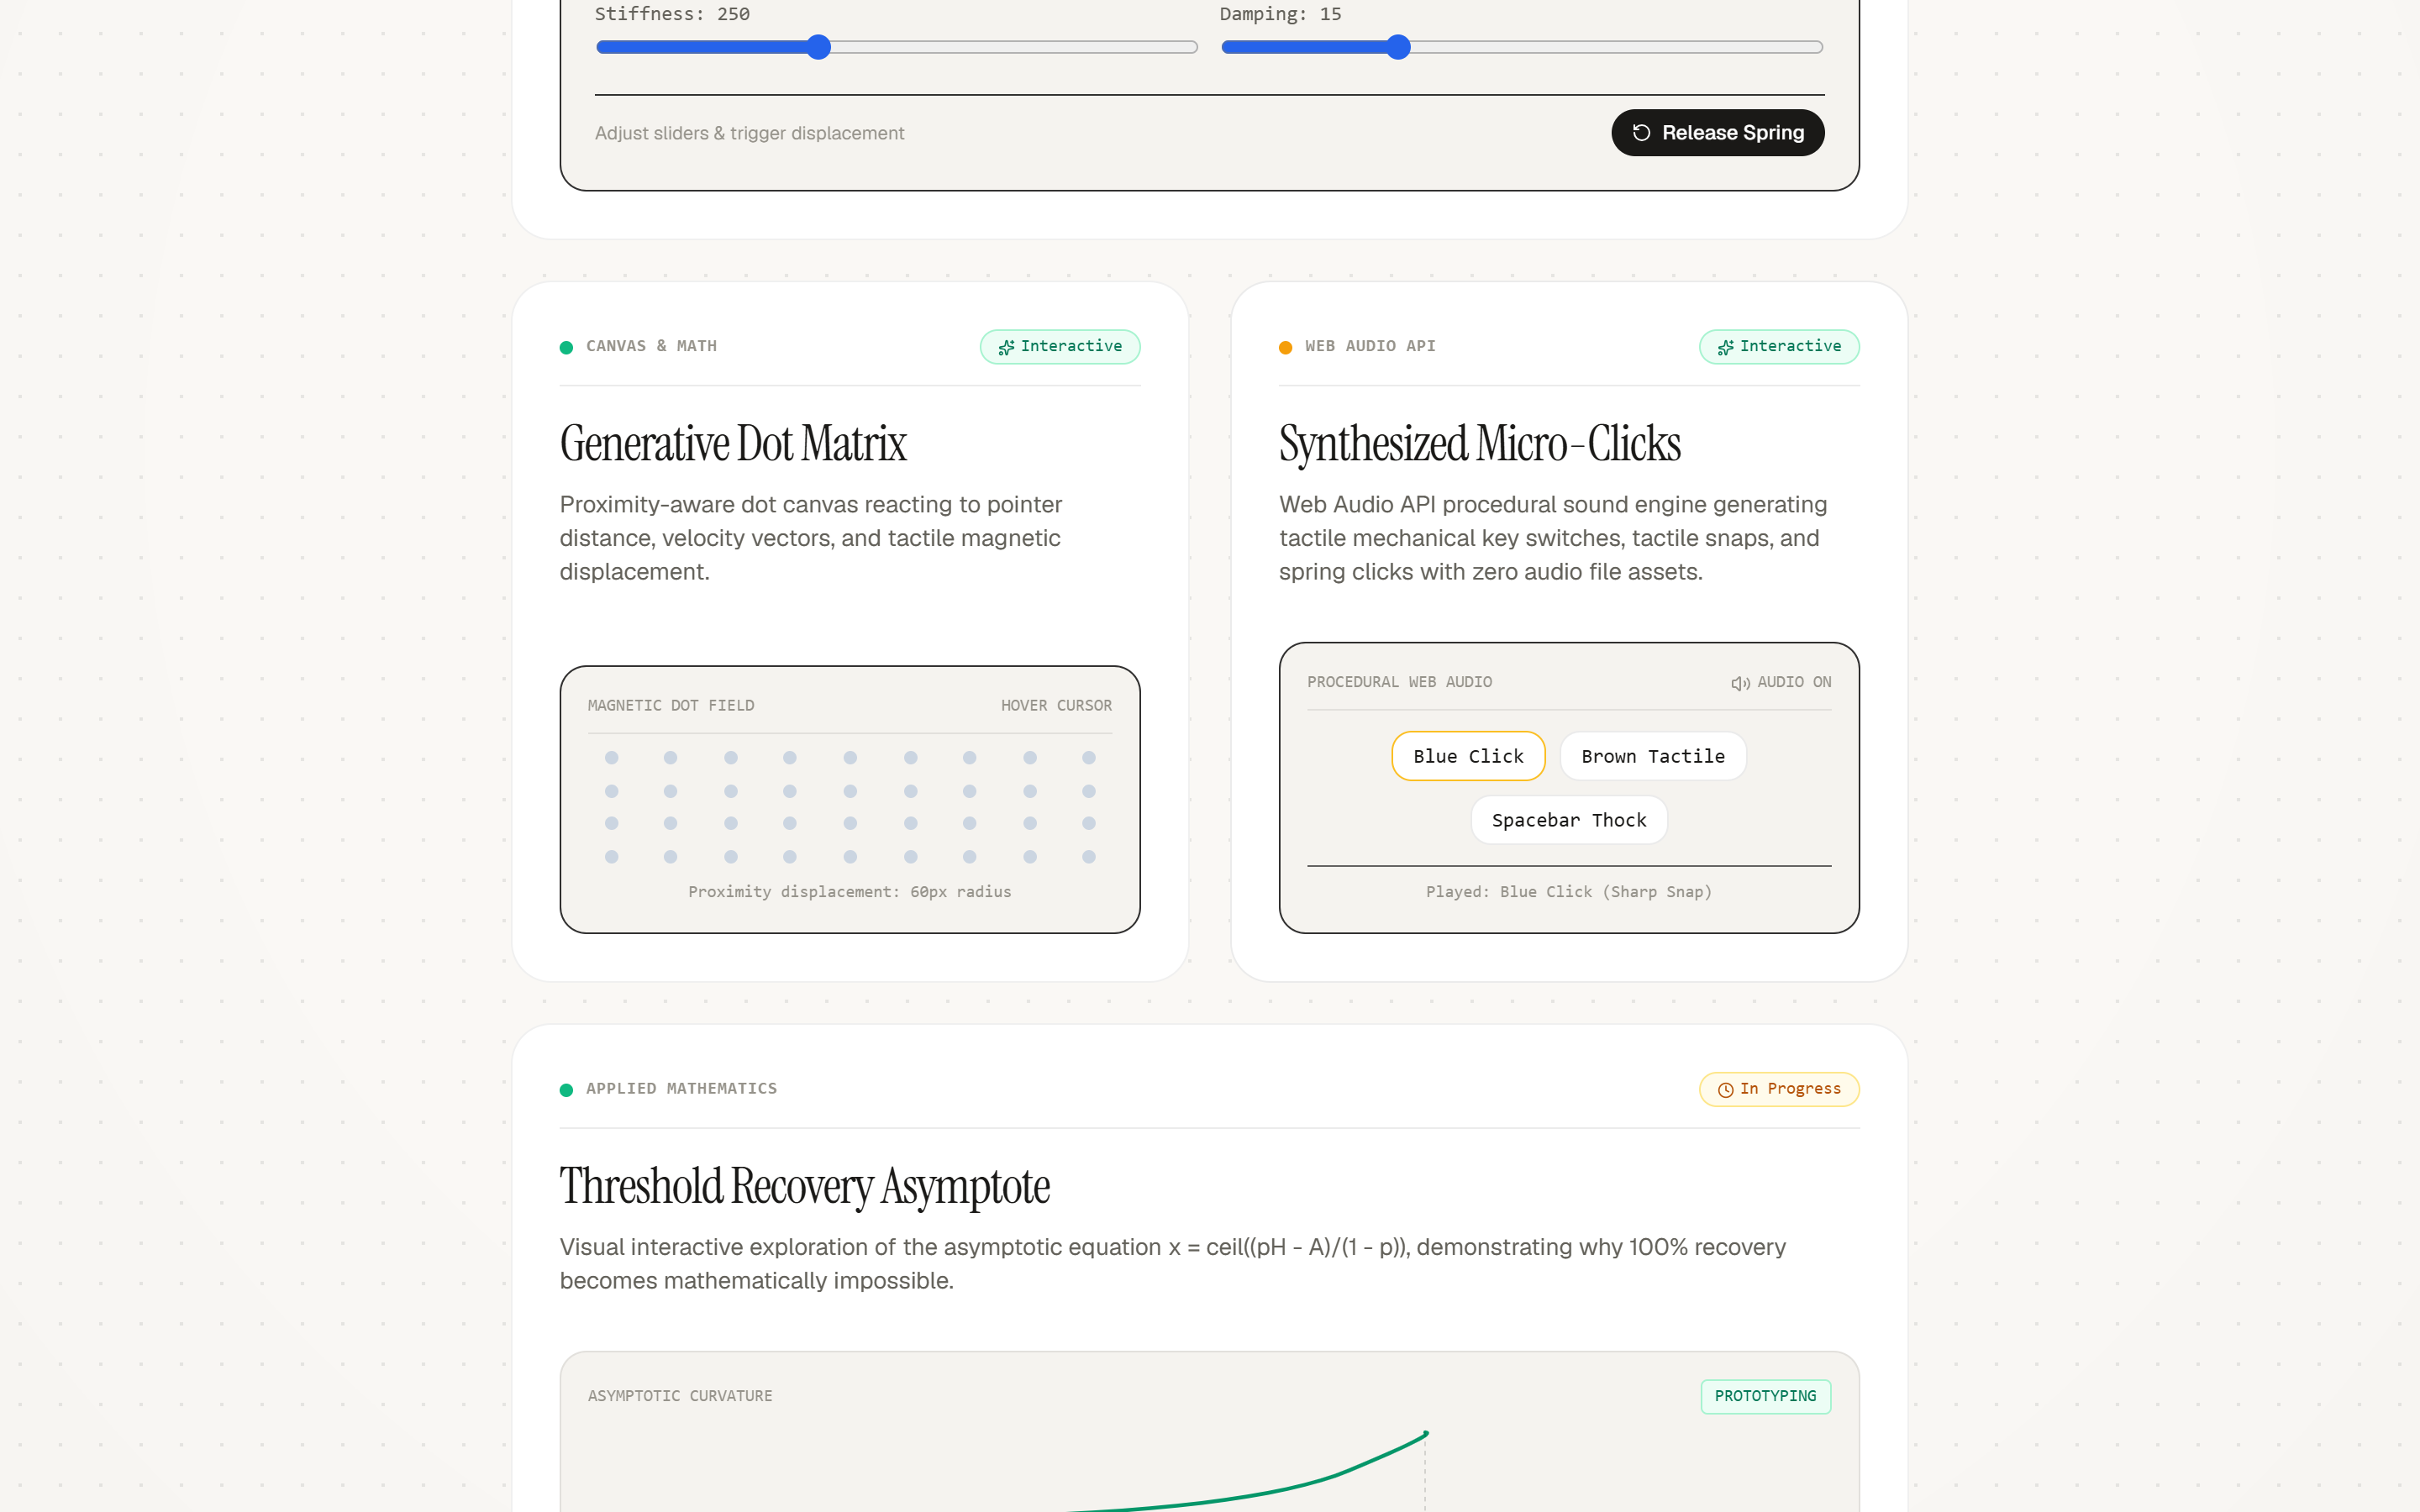 Stiffness: 250
Damping: 15
Adjust sliders & trigger displacement
Release Spring
CANVAS & MATH
Interactive
Generative Dot Matrix
Proximity-aware dot canvas reacting to pointer
distance, velocity vectors, and tactile magnetic
displacement.
MAGNETIC DOT FIELD
HOVER CURSOR
Proximity displacement: 60px radius
WEB AUDIO API
Interactive
Synthesized Micro-Clicks
Web Audio API procedural sound engine generating
tactile mechanical key switches, tactile snaps, and
spring clicks with zero audio file assets.
PROCEDURAL WEB AUDIO
AUDIO ON
Blue Click
Brown Tactile
Spacebar Thock
Played: Blue Click (Sharp Snap)
APPLIED MATHEMATICS
In Progress
Threshold Recovery Asymptote
Visual interactive exploration of the asymptotic equation x = ceil((pH - A)/(1 - p)), demonstrating why 100% recovery
becomes mathematically impossible.
ASYMPTOTIC CURVATURE
PROTOTYPING